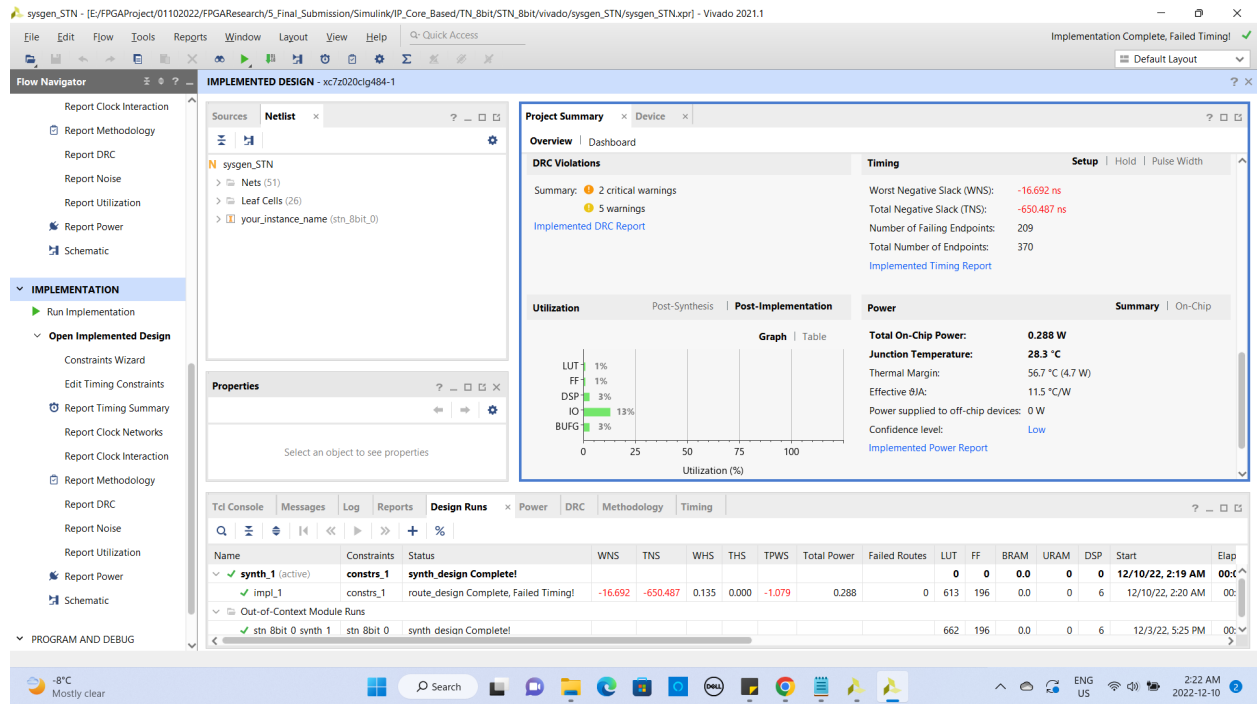 sysgen_STN - [E:/FPGAProject/01102022/FPGAResearch/5_Final_Submission/Simulink/IP_Core_Based/TN_8bit/STN_8bit/vivado/sysgen_STN/sysgen_STN.xpr] - Vivado 2021.1
File Edit Flow Tools Reports Window Layout View Help Quick Access
Implementation Complete, Failed Timing!
Default Layout
Flow Navigator
IMPLEMENTED DESIGN - xc7z020clg484-1
Report Clock Interaction
Report Methodology
Report DRC
Report Noise
Report Utilization
Report Power
Schematic
IMPLEMENTATION
Run Implementation
Open Implemented Design
Constraints Wizard
Edit Timing Constraints
Report Timing Summary
Report Clock Networks
Report Clock Interaction
Report Methodology
Report DRC
Report Noise
Report Utilization
Report Power
Schematic
PROGRAM AND DEBUG
Sources Netlist
N sysgen_STN
Nets (51)
Leaf Cells (26)
your_instance_name (stn_8bit_0)
Properties
Select an object to see properties
Project Summary Device
Overview Dashboard
DRC Violations
Summary: 2 critical warnings
5 warnings
Implemented DRC Report
Timing Setup Hold Pulse Width
Worst Negative Slack (WNS): -16.692 ns
Total Negative Slack (TNS): -650.487 ns
Number of Failing Endpoints: 209
Total Number of Endpoints: 370
Implemented Timing Report
Utilization Post-Synthesis Post-Implementation
Graph Table
LUT 1%
FF 1%
DSP 3%
IO 13%
BUFG 3%
0 25 50 75 100
Utilization (%)
Power Summary On-Chip
Total On-Chip Power: 0.288 W
Junction Temperature: 28.3 °C
Thermal Margin: 56.7 °C (4.7 W)
Effective ϑJA: 11.5 °C/W
Power supplied to off-chip devices: 0 W
Confidence level: Low
Implemented Power Report
Tcl Console Messages Log Reports Design Runs Power DRC Methodology Timing
Name Constraints Status WNS TNS WHS THS TPWS Total Power Failed Routes LUT FF BRAM URAM DSP Start Elap
synth_1 (active) constrs_1 synth_design Complete! 0 0 0.0 0 0 12/10/22, 2:19 AM 00:0
impl_1 constrs_1 route_design Complete, Failed Timing! -16.692 -650.487 0.135 0.000 -1.079 0.288 0 613 196 0.0 0 6 12/10/22, 2:20 AM 00:
Out-of-Context Module Runs
stn_8bit_0_synth_1 stn_8bit_0 synth_design Complete! 662 196 0.0 0 6 12/3/22, 5:25 PM 00:
-8°C
Mostly clear
Search
DELL
ENG
US
2:22 AM
2022-12-10
2